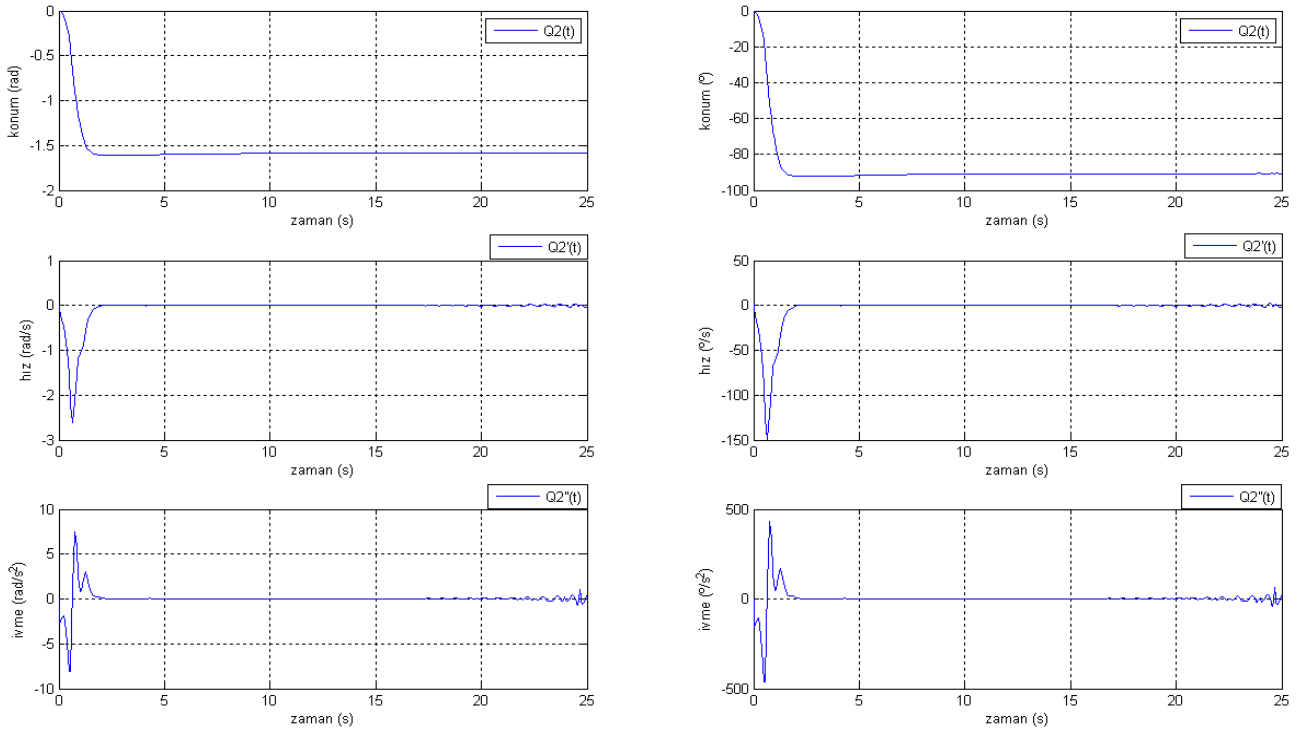 Q2(t)
konum (rad)
0
-0.5
-1
-1.5
-2
0 5 10 15 20 25
zaman (s)
Q2(t)
konum (º)
0
-20
-40
-60
-80
-100
0 5 10 15 20 25
zaman (s)
Q2'(t)
hız (rad/s)
1
0
-1
-2
-3
0 5 10 15 20 25
zaman (s)
Q2'(t)
hız (º/s)
50
0
-50
-100
-150
0 5 10 15 20 25
zaman (s)
Q2''(t)
ivme (rad/s²)
10
5
0
-5
-10
0 5 10 15 20 25
zaman (s)
Q2''(t)
ivme (º/s²)
500
0
-500
0 5 10 15 20 25
zaman (s)